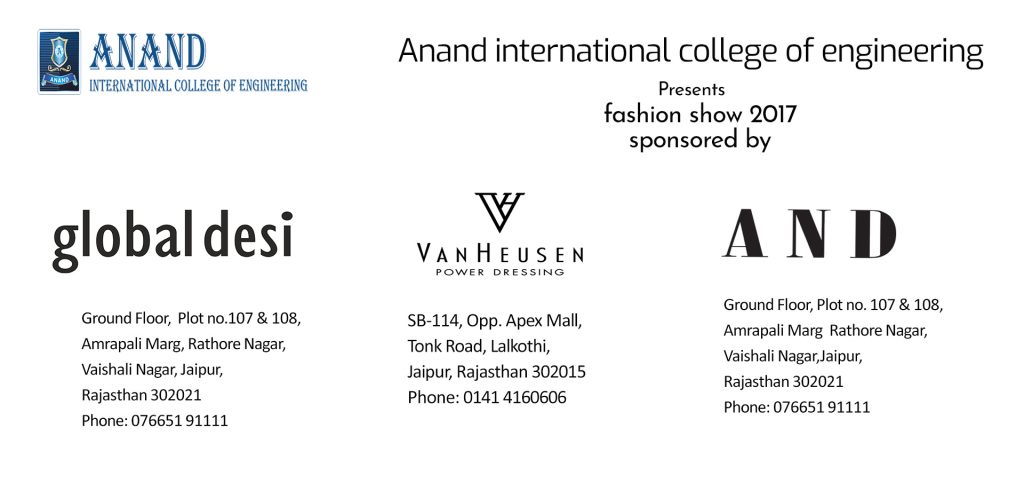 ANAND
INTERNATIONAL COLLEGE OF ENGINEERING
ANAND
Anand international college of engineering
Presents
fashion show 2017
sponsored by
global desi
Ground Floor, Plot no.107 & 108,
Amrapali Marg, Rathore Nagar,
Vaishali Nagar, Jaipur,
Rajasthan 302021
Phone: 076651 91111
VH
VANHEUSEN
POWER DRESSING
SB-114, Opp. Apex Mall,
Tonk Road, Lalkothi,
Jaipur, Rajasthan 302015
Phone: 0141 4160606
AND
Ground Floor, Plot no. 107 & 108,
Amrapali Marg Rathore Nagar,
Vaishali Nagar,Jaipur,
Rajasthan 302021
Phone: 076651 91111